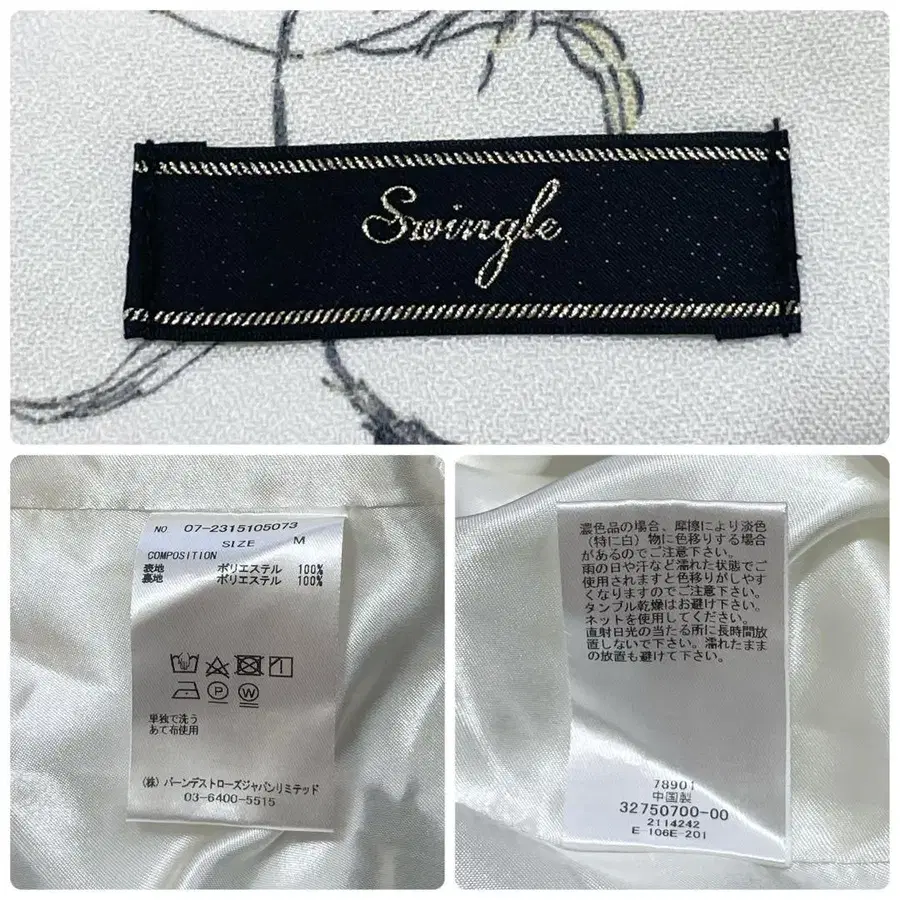 Swingle
NO 07-2315105073
SIZE M
COMPOSITION
表地 ポリエステル 100%
裏地 ポリエステル 100%
P W
単独で洗う
あて布使用
(株) バーンデストローズジャパンリミテッド
03-6400-5515
濃色品の場合、摩擦により淡色
(特に白) 物に色移りする場合
があるのでご注意下さい。
雨の日や汗など濡れた状態でご
使用されますと色移りがしやす
くなりますのでご注意下さい。
タンブル乾燥はお避け下さい。
ネットを使用してください。
直射日光の当たる所に長時間放
置しないで下さい。濡れたまま
の放置も避けて下さい。
78901
中国製
32750700-00
2114242
E-106E-201